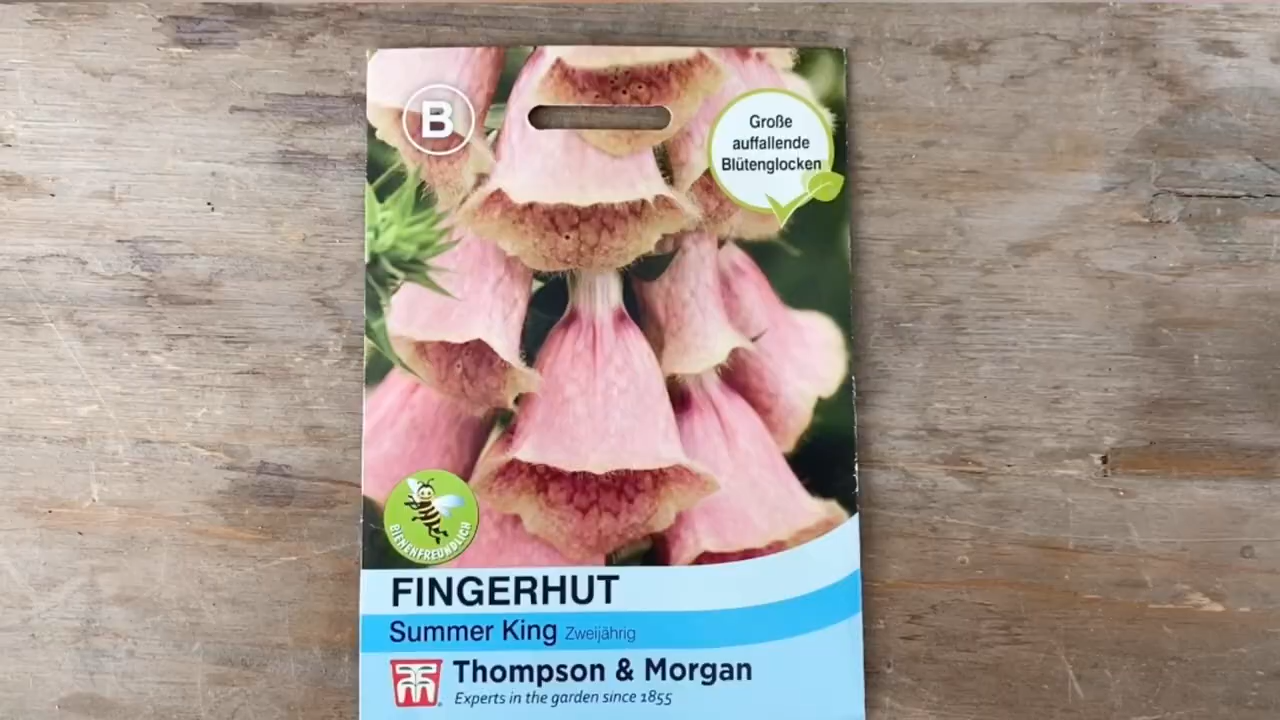 B
Große
auffallende
Blütenglocken
BIENENFREUNDLICH
FINGERHUT
Summer King Zweijährig
Thompson & Morgan
Experts in the garden since 1855